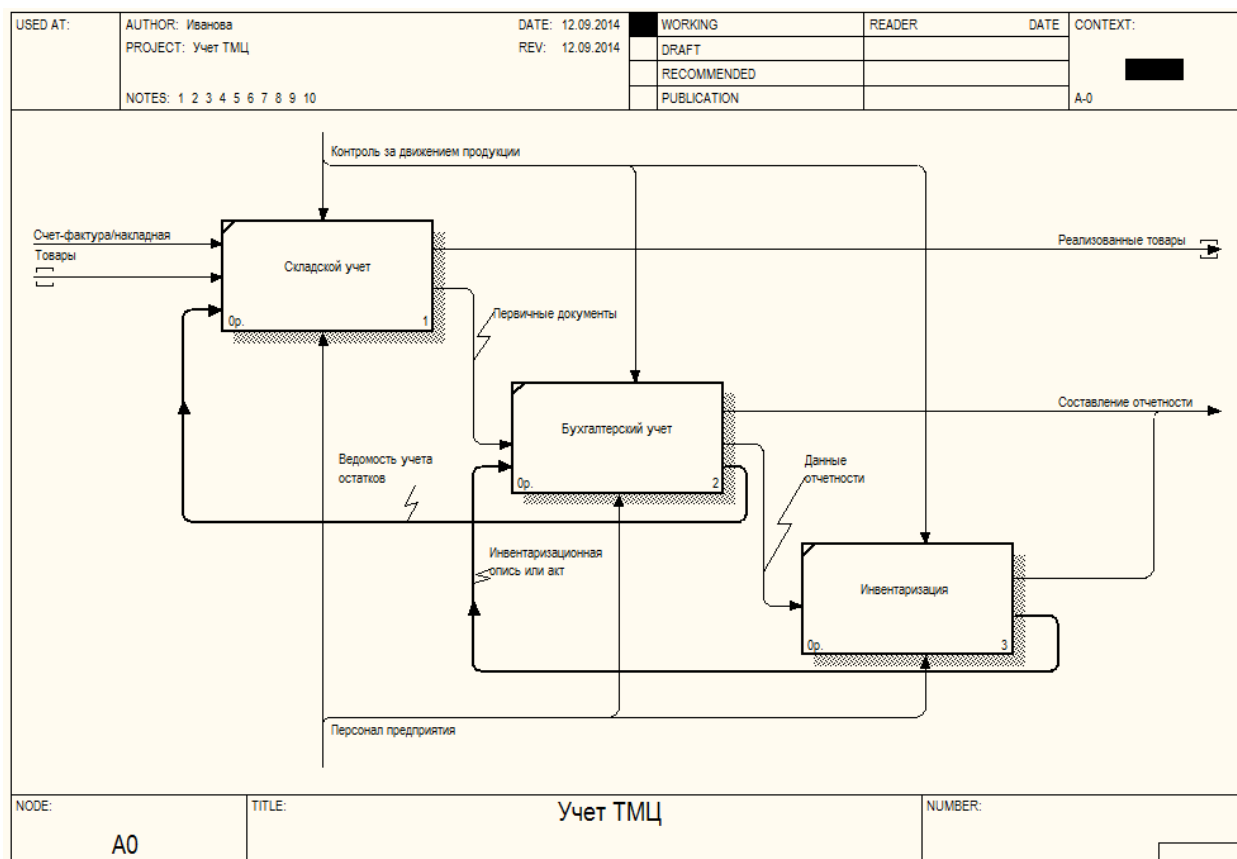 USED AT:
AUTHOR: Иванова
DATE: 12.09.2014
WORKING
READER
DATE
CONTEXT:
PROJECT: Учет ТМЦ
REV: 12.09.2014
DRAFT
RECOMMENDED
NOTES: 1 2 3 4 5 6 7 8 9 10
PUBLICATION
A-0
Контроль за движением продукции
Счет-фактура/накладная
Товары
Складской учет
0р.
1
Реализованные товары
Первичные документы
Бухгалтерский учет
0р.
2
Составление отчетности
Ведомость учета
остатков
Данные
отчетности
Инвентаризационная
опись или акт
Инвентаризация
0р.
3
Персонал предприятия
NODE:
A0
TITLE:
Учет ТМЦ
NUMBER: